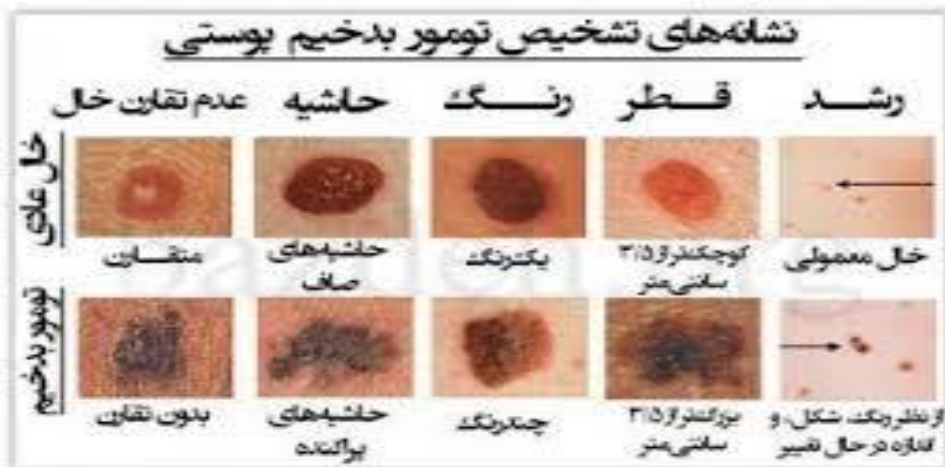 نشانه‌های تشخیص تومور بدخیم پوستی
رشد قطر رنگ حاشیه عدم تقارن خال
خال عادی
خال معمولی
کوچکتر از ۳/۵
سانتی‌متر
یکرنگ
حاشیه‌های
صاف
متقارن
تومور بدخیم
از نظر رنگ، شکل، و
اندازه در حال تغییر
بزرگتر از ۳/۵
سانتی‌متر
چندرنگ
حاشیه‌های
پراکنده
بدون تقارن